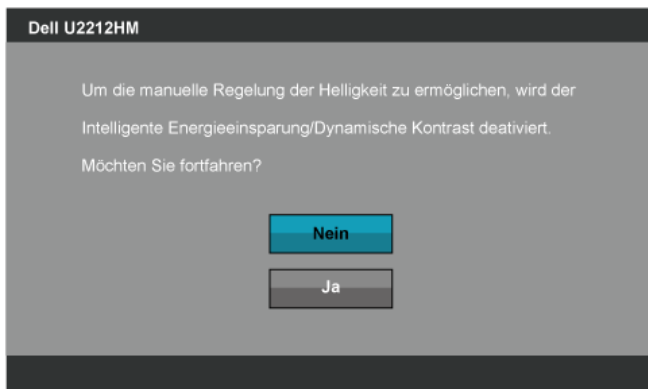 Dell U2212HM
Um die manuelle Regelung der Helligkeit zu ermöglichen, wird der
Intelligente Energieeinsparung/Dynamische Kontrast deativiert.
Möchten Sie fortfahren?
Nein
Ja